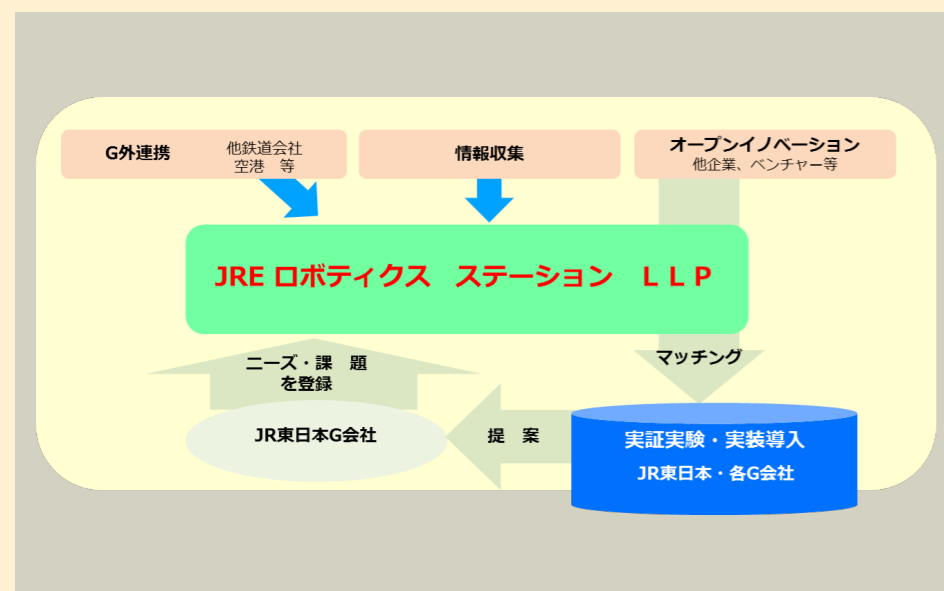 G外連携
他鉄道会社
空港　等
情報収集
オープンイノベーション
他企業、ベンチャー等
JRE ロボティクス　ステーション　ＬＬＰ
ニーズ・課　題
を登録
マッチング
JR東日本G会社
提　案
実証実験・実装導入
JR東日本・各G会社